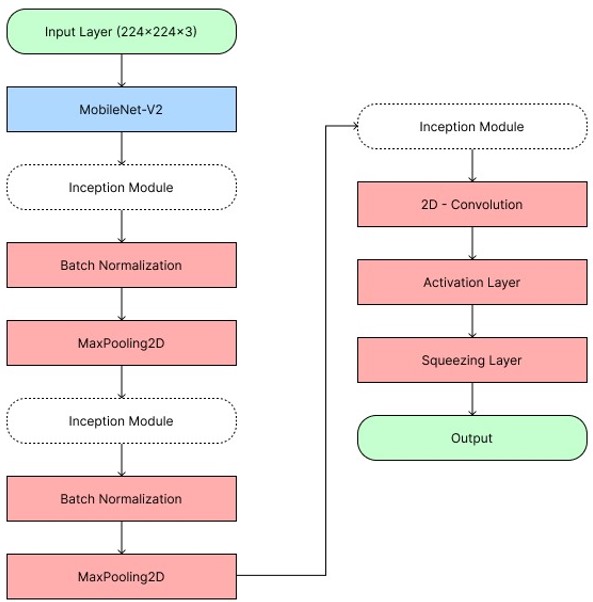 Input Layer (224×224×3)
MobileNet-V2
Inception Module
Batch Normalization
MaxPooling2D
Inception Module
Batch Normalization
MaxPooling2D
Inception Module
2D - Convolution
Activation Layer
Squeezing Layer
Output